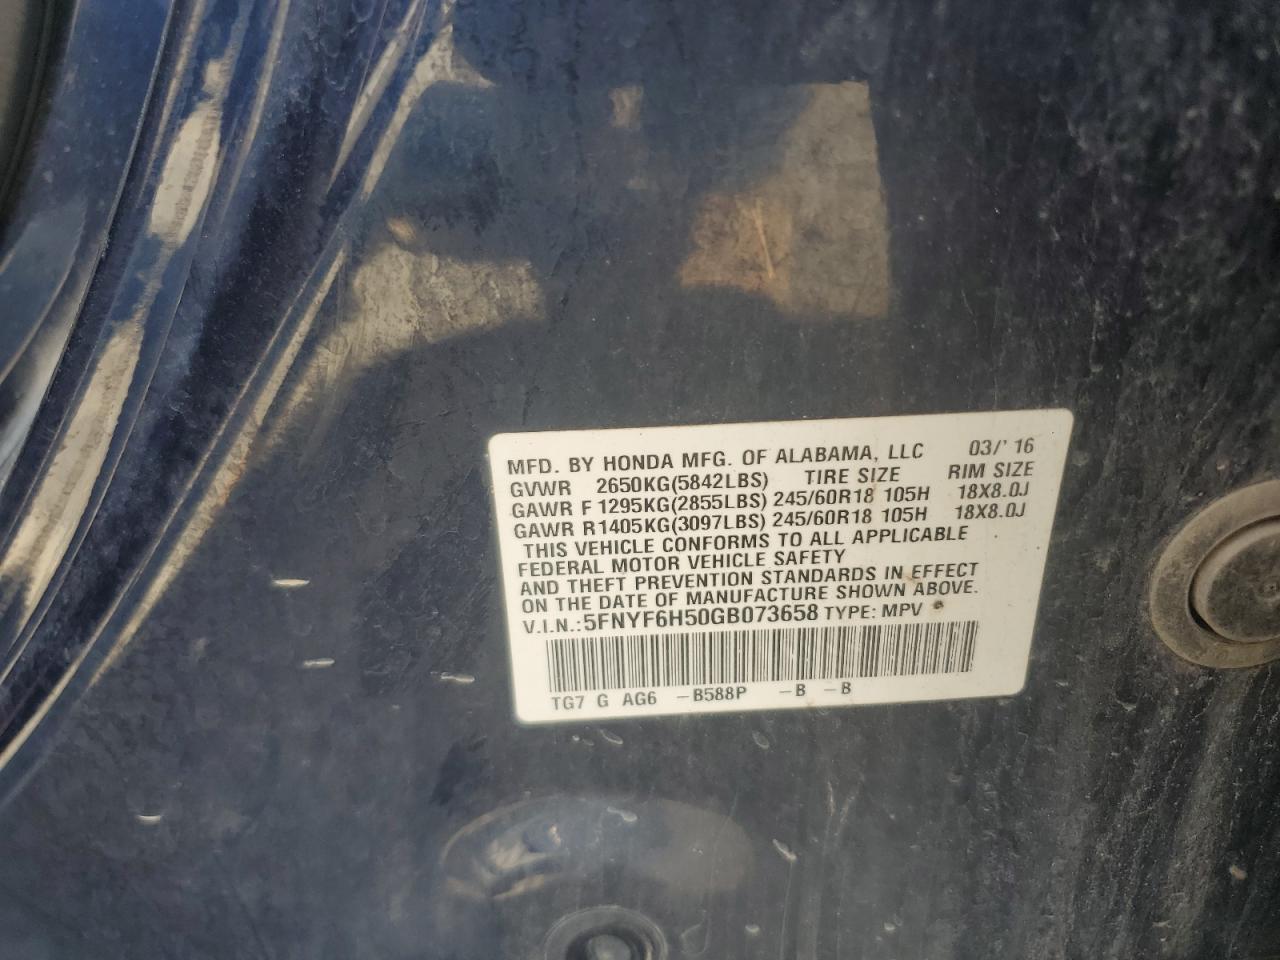 MFD. BY HONDA MFG. OF ALABAMA, LLC 03/'16
GVWR 2650KG(5842LBS) TIRE SIZE RIM SIZE
GAWR F 1295KG(2855LBS) 245/60R18 105H 18X8.0J
GAWR R1405KG(3097LBS) 245/60R18 105H 18X8.0J
THIS VEHICLE CONFORMS TO ALL APPLICABLE
FEDERAL MOTOR VEHICLE SAFETY
AND THEFT PREVENTION STANDARDS IN EFFECT
ON THE DATE OF MANUFACTURE SHOWN ABOVE.
V.I.N.:5FNYF6H50GB073658 TYPE: MPV
TG7 G AG6 -B588P -B -B